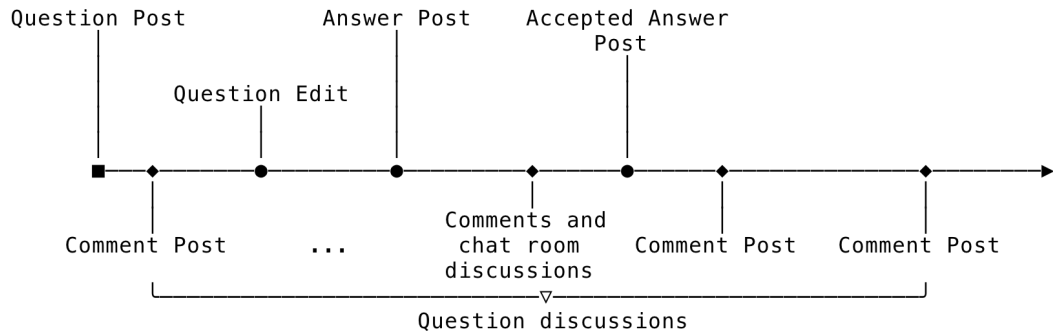 Question Post
Answer Post
Accepted Answer
Post
Question Edit
Comment Post
...
Comments and
chat room
discussions
Comment Post
Comment Post
Question discussions